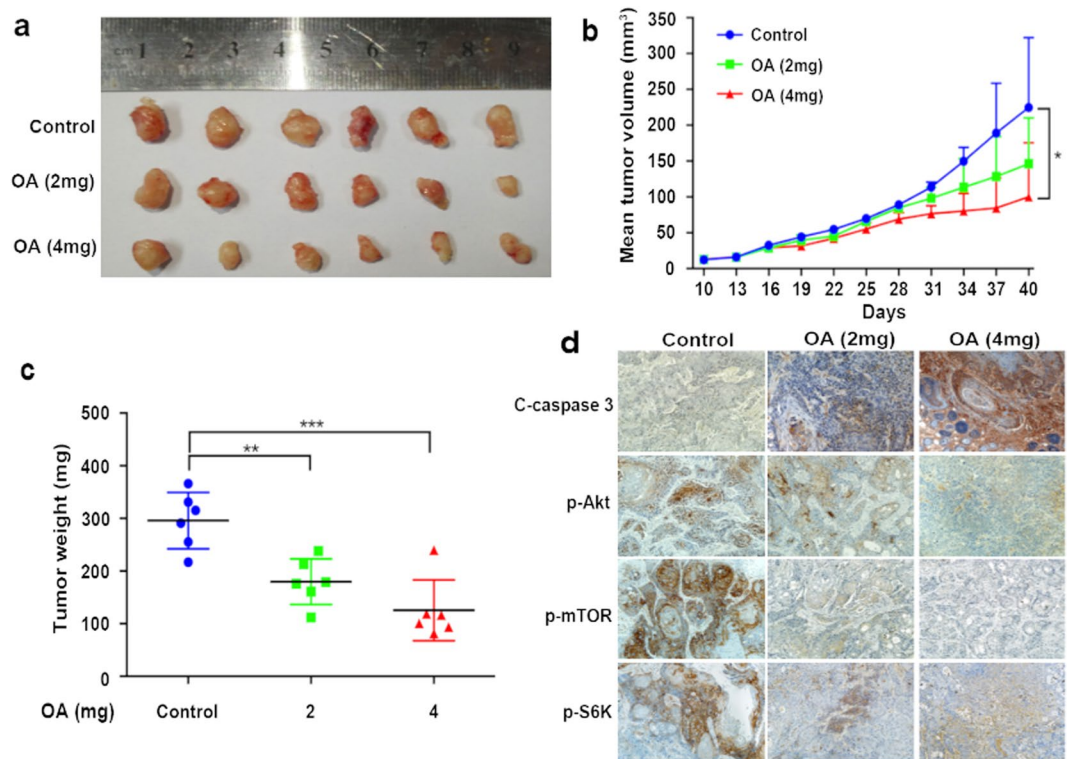 a
cm 1 2 3 4 5 6 7 8 9
Control
OA (2mg)
OA (4mg)
b
Mean tumor volume (mm³)
350
300
250
200
150
100
50
0
Control
OA (2mg)
OA (4mg)
*
10 13 16 19 22 25 28 31 34 37 40
Days
c
Tumor weight (mg)
500
400
300
200
100
0
***
**
OA (mg) Control 2 4
d
Control OA (2mg) OA (4mg)
C-caspase 3
p-Akt
p-mTOR
p-S6K